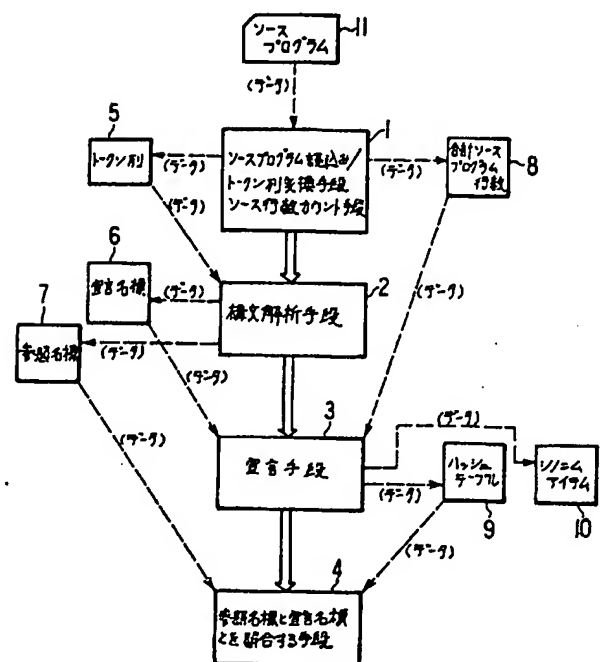 ソース
プログラム
11
(データ)
5
1
トークン列
(データ)
ソースプログラム読込み/
トークン列変換手段
ソース行数カウント手段
(データ)
合計ソース
プログラム
行数
8
(データ)
6
宣言名標
(データ)
構文解析手段
2
7
参照名標
(データ)
(データ)
(データ)
3
宣言手段
(データ)
(データ)
ハッシュ
テーブル
9
シノニム
アイテム
10
(データ)
4
参照名標と宣言名標
とを照合する手段